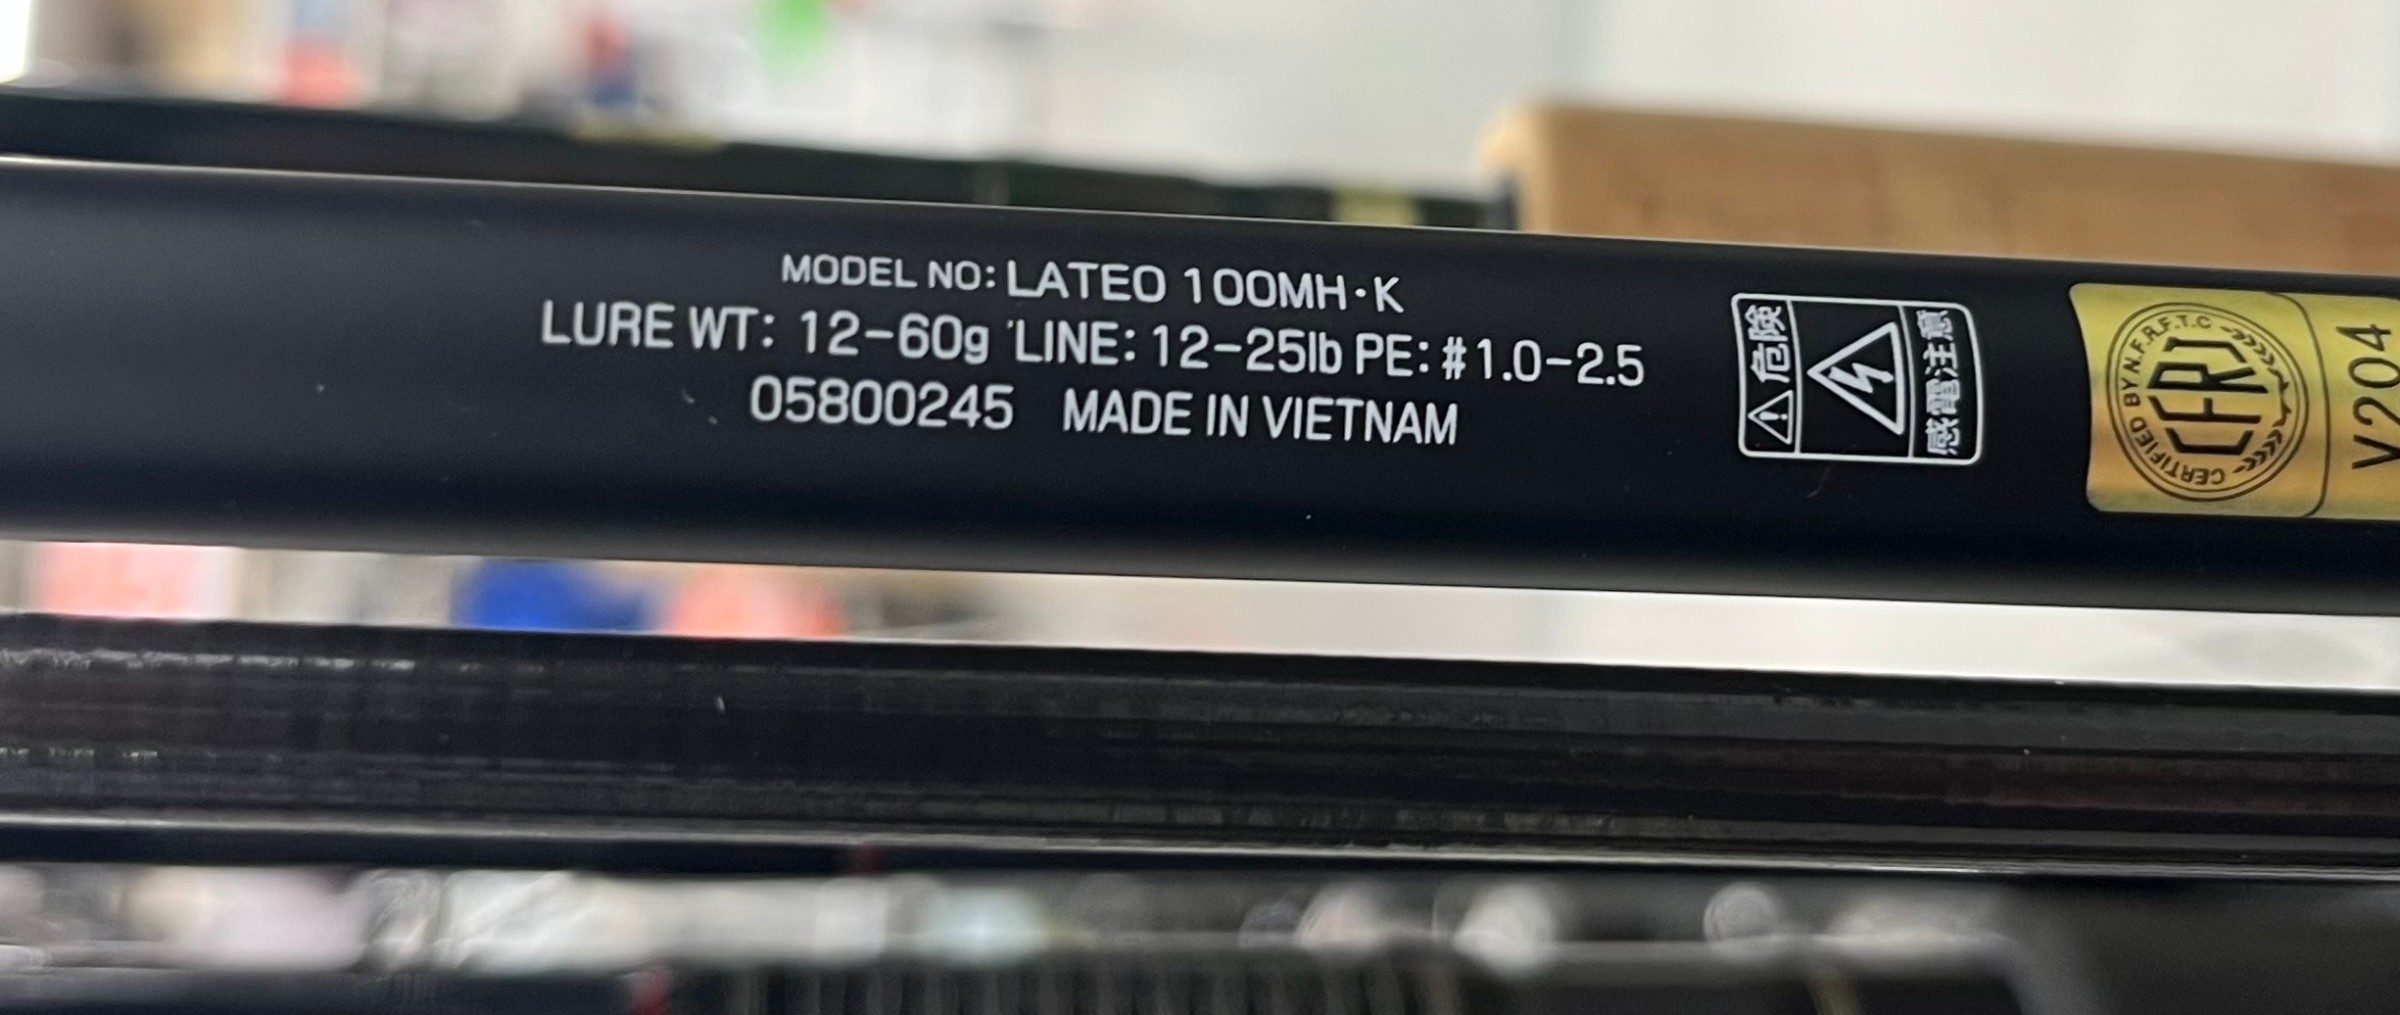 MODEL NO: LATEO 100MH・K
LURE WT: 12-60g LINE: 12-25lb PE: #1.0-2.5
05800245 MADE IN VIETNAM
⚠危険
感電注意
CERTIFIED BY N.F.R.F.T.C
CFRJ
V204